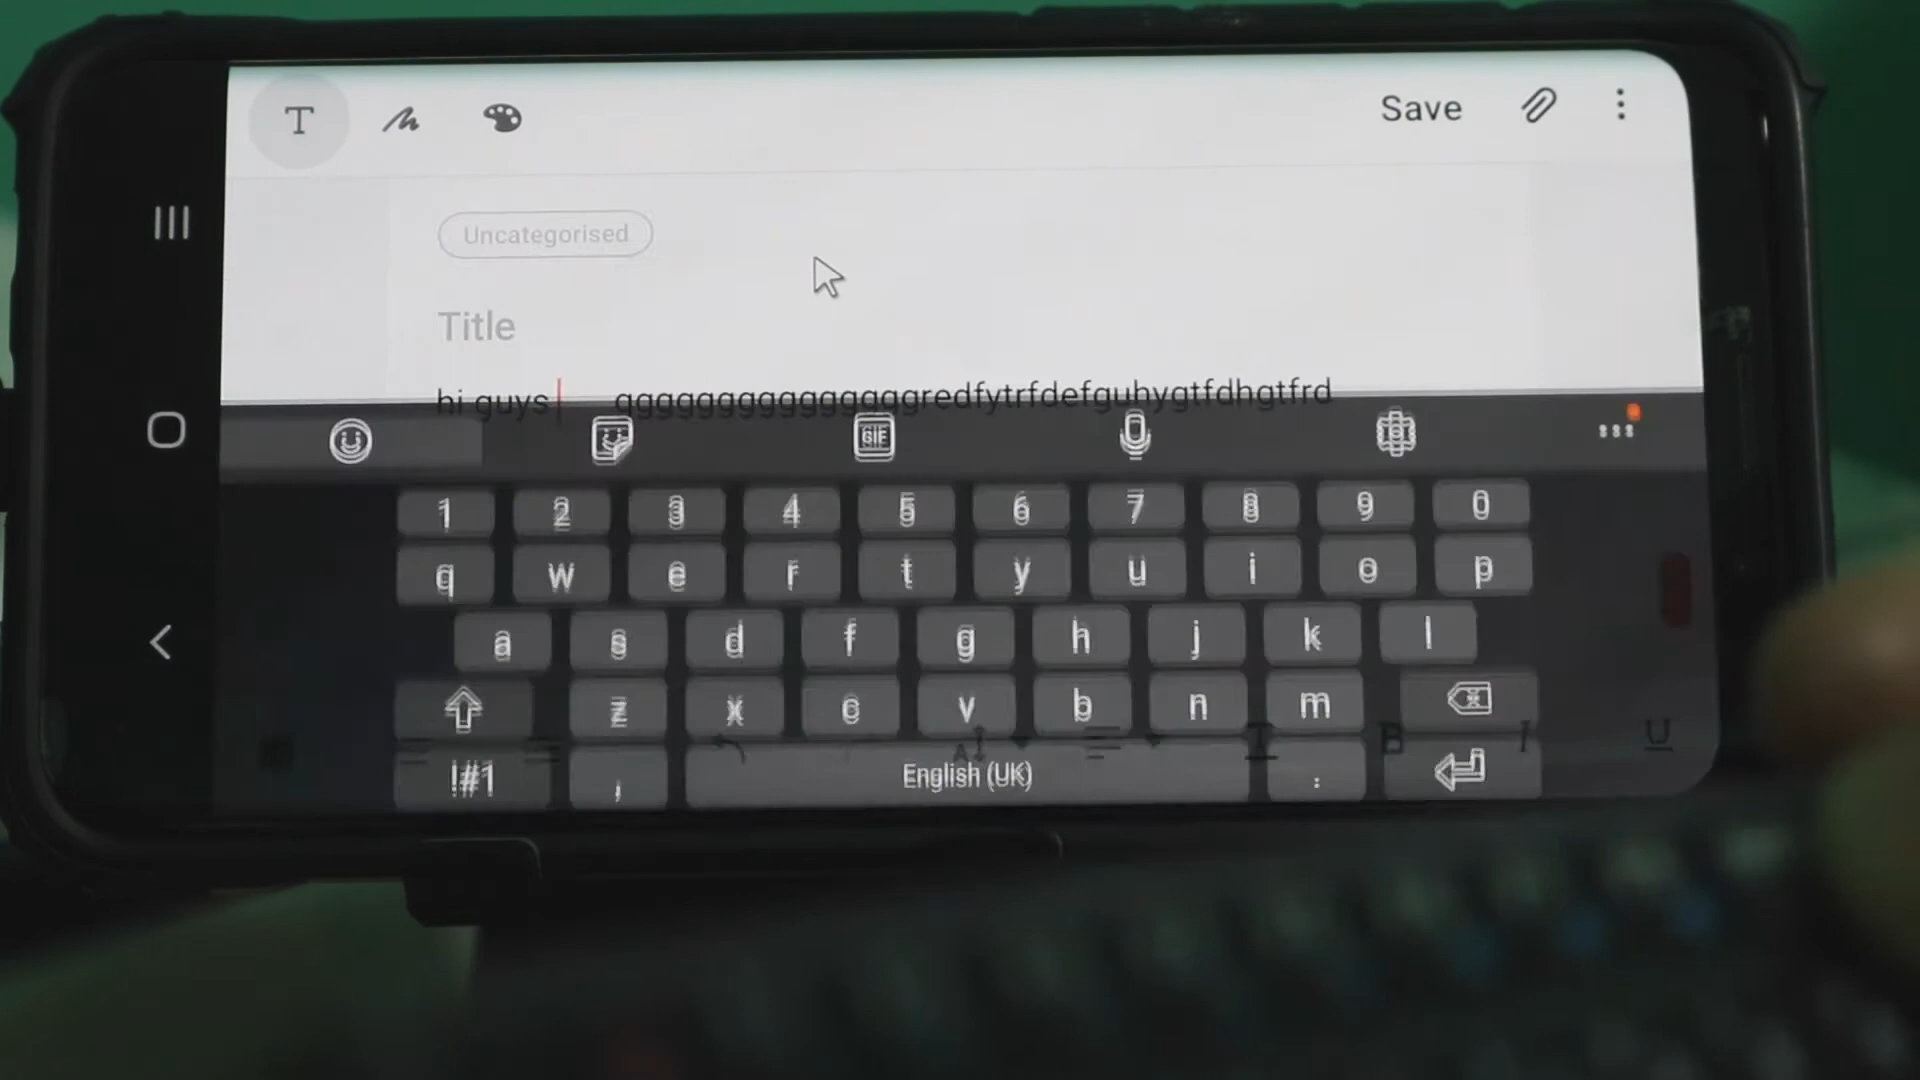 T Save
Uncategorised
Title
hi guys gggggggggggggggredfytrfdefguhygtfdhgtfrd
GIF
1 2 3 4 5 6 7 8 9 0
q w e r t y u i o p
a s d f g h j k l
z x c v b n m
A T B I U
!#1 , English (UK) .